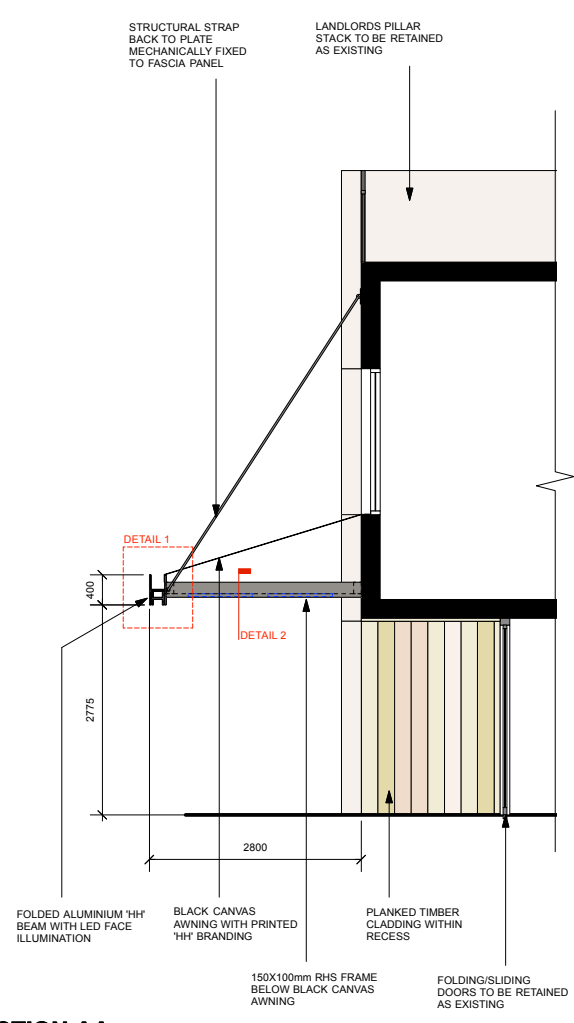 STRUCTURAL STRAP
BACK TO PLATE
MECHANICALLY FIXED
TO FASCIA PANEL
LANDLORDS PILLAR
STACK TO BE RETAINED
AS EXISTING
DETAIL 1
400
DETAIL 2
2775
2800
FOLDED ALUMINIUM 'HH'
BEAM WITH LED FACE
ILLUMINATION
BLACK CANVAS
AWNING WITH PRINTED
'HH' BRANDING
PLANKED TIMBER
CLADDING WITHIN
RECESS
150X100mm RHS FRAME
BELOW BLACK CANVAS
AWNING
FOLDING/SLIDING
DOORS TO BE RETAINED
AS EXISTING